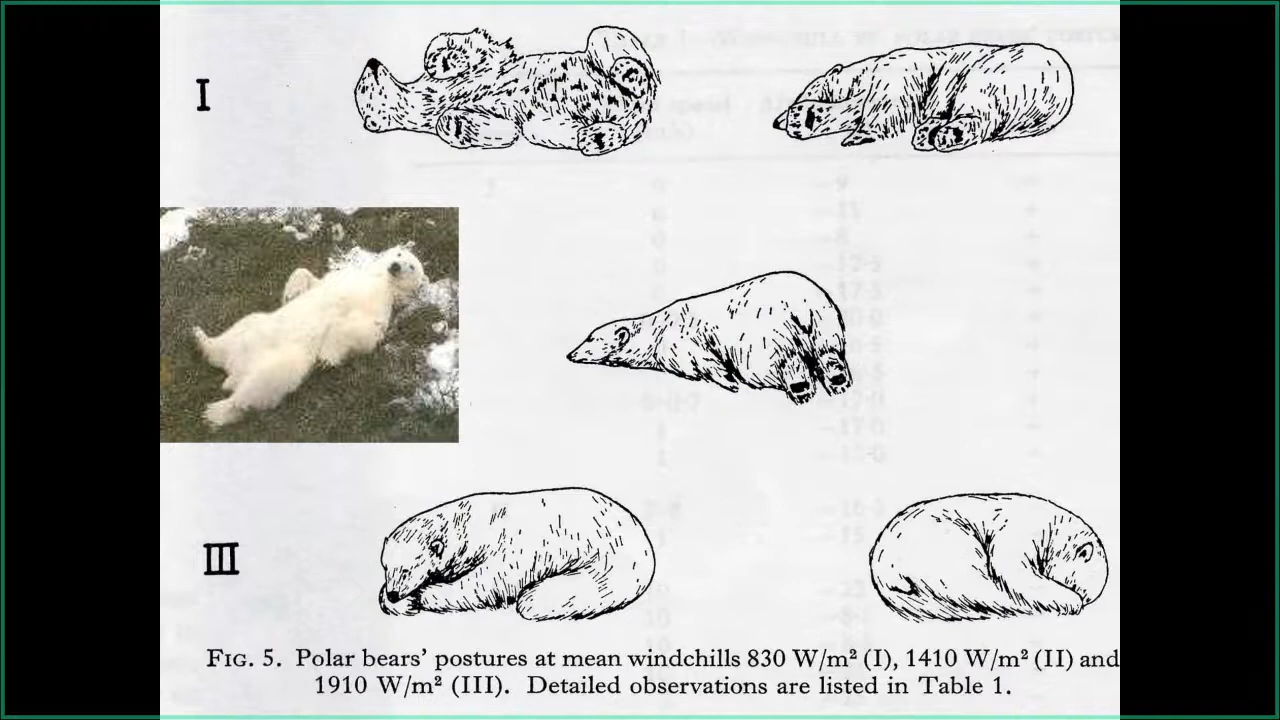 I
III
FIG. 5. Polar bears' postures at mean windchills 830 W/m² (I), 1410 W/m² (II) and
1910 W/m² (III). Detailed observations are listed in Table 1.